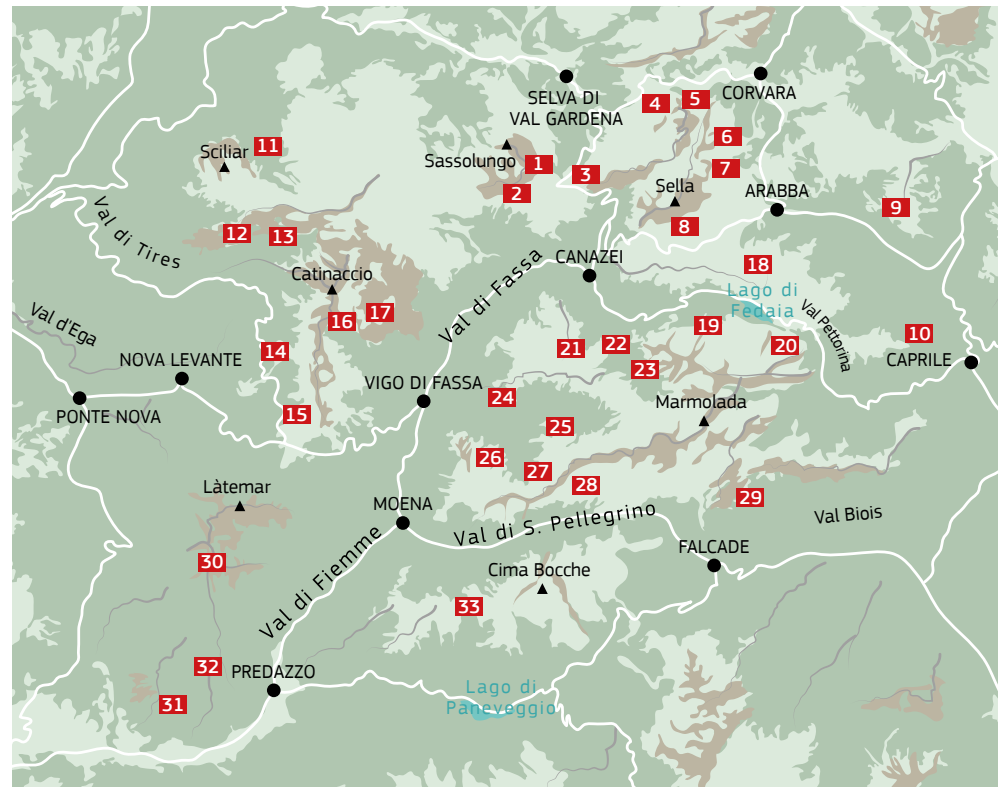 4
5
CORVARA
SELVA DI
VAL GARDENA
6
11
Sciliar
Sassolungo
1
3
7
2
Sella
ARABBA
9
8
Val di Tires
12
13
CANAZEI
18
Catinaccio
Val di Fassa
Lago di
Fedaia
Val Pettorina
16
17
19
10
Val d'Ega
14
21
22
20
CAPRILE
NOVA LEVANTE
23
VIGO DI FASSA
24
Marmolada
PONTE NOVA
15
25
26
27
28
29
Làtemar
MOENA
Val di S. Pellegrino
Val Biois
30
Val di Fiemme
FALCADE
Cima Bocche
33
32
PREDAZZO
31
Lago di
Paneveggio